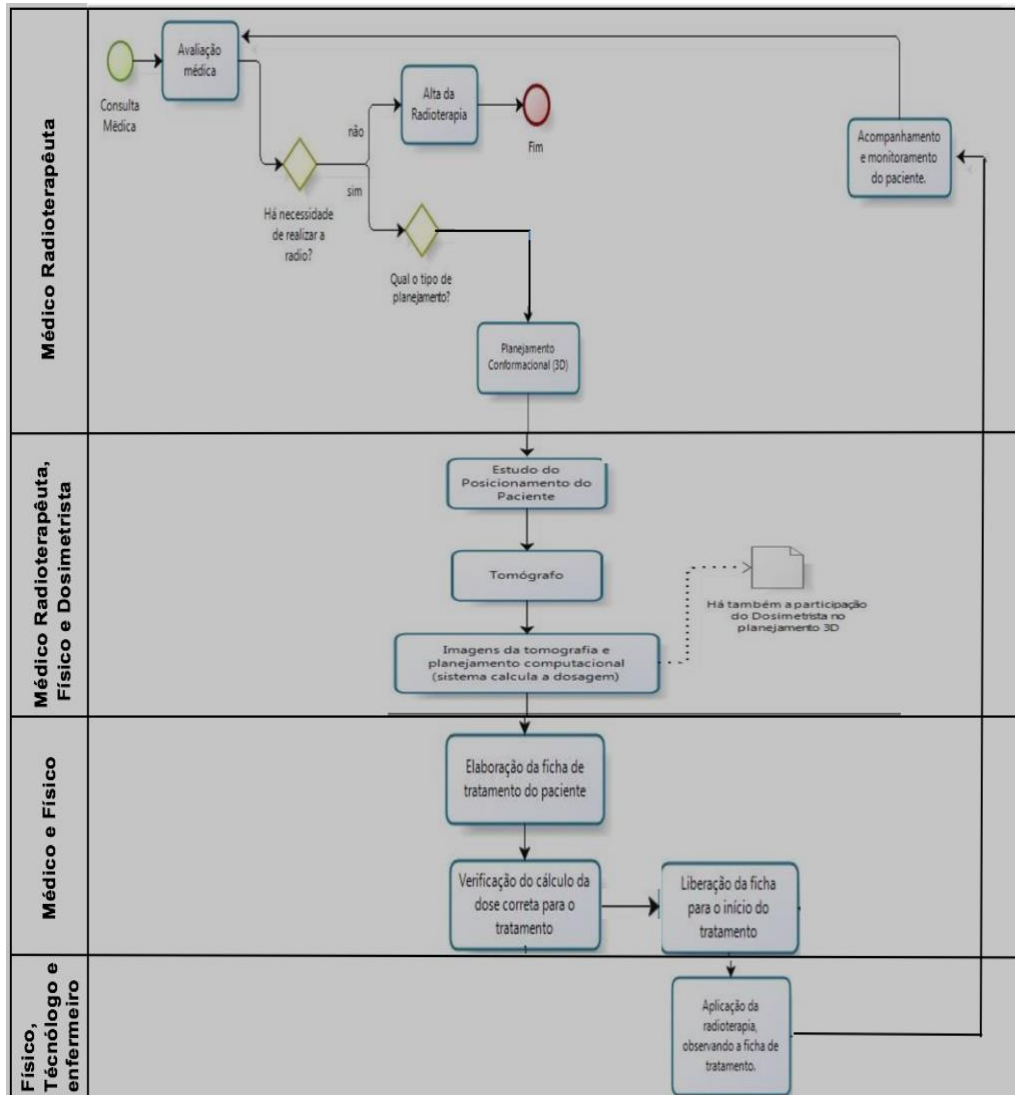 Médico Radioterapêuta
Consulta
Médica
Avaliação
médica
Há necessidade
de realizar a
radio?
não
sim
Alta da
Radioterapia
Fim
Qual o tipo de
planejamento?
Planejamento
Conformacional (3D)
Acompanhamento
e monitoramento
do paciente.
Médico Radioterapêuta,
Físico e Dosimetrista
Estudo do
Posicionamento do
Paciente
Tomógrafo
Imagens da tomografia e
planejamento computacional
(sistema calcula a dosagem)
Há também a participação
do Dosimetrista no
planejamento 3D
Médico e Físico
Elaboração da ficha de
tratamento do paciente
Verificação do cálculo da
dose correta para o
tratamento
Liberação da ficha
para o início do
tratamento
Físico,
Técnólogo e
enfermeiro
Aplicação da
radioterapia,
observando a ficha de
tratamento.